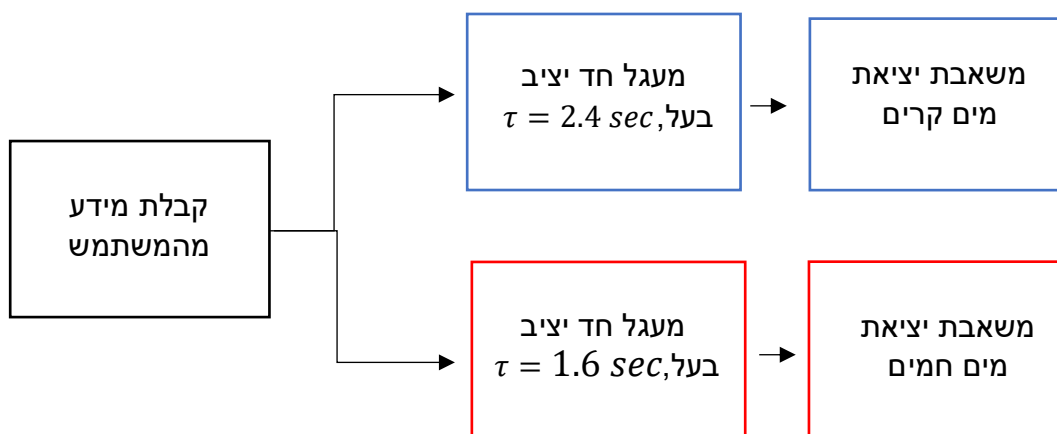 קבלת מידע
מהמשתמש
מעגל חד יציב
בעל, τ = 2.4 sec
משאבת יציאת
מים קרים
מעגל חד יציב
בעל, τ = 1.6 sec
משאבת יציאת
מים חמים